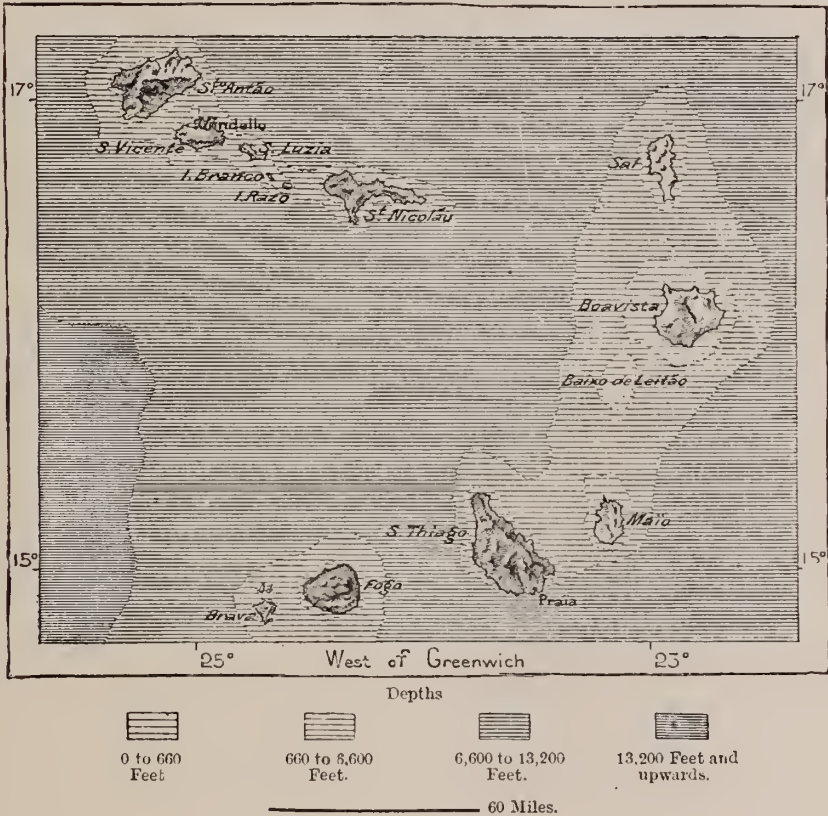 17° 17°
Sto Antão
Mindello
S. Vicente
S. Luzia
I. Branco
I. Razo
St. Nicoláu
Sal
Boavista
Baixo de Leitão
S. Thiago
Maio
15° 15°
Fogo
Brava
Praia
25° West of Greenwich 23°
Depths
0 to 660 660 to 6,600 6,600 to 13,200 13,200 Feet and
Feet Feet. Feet. upwards.
60 Miles.